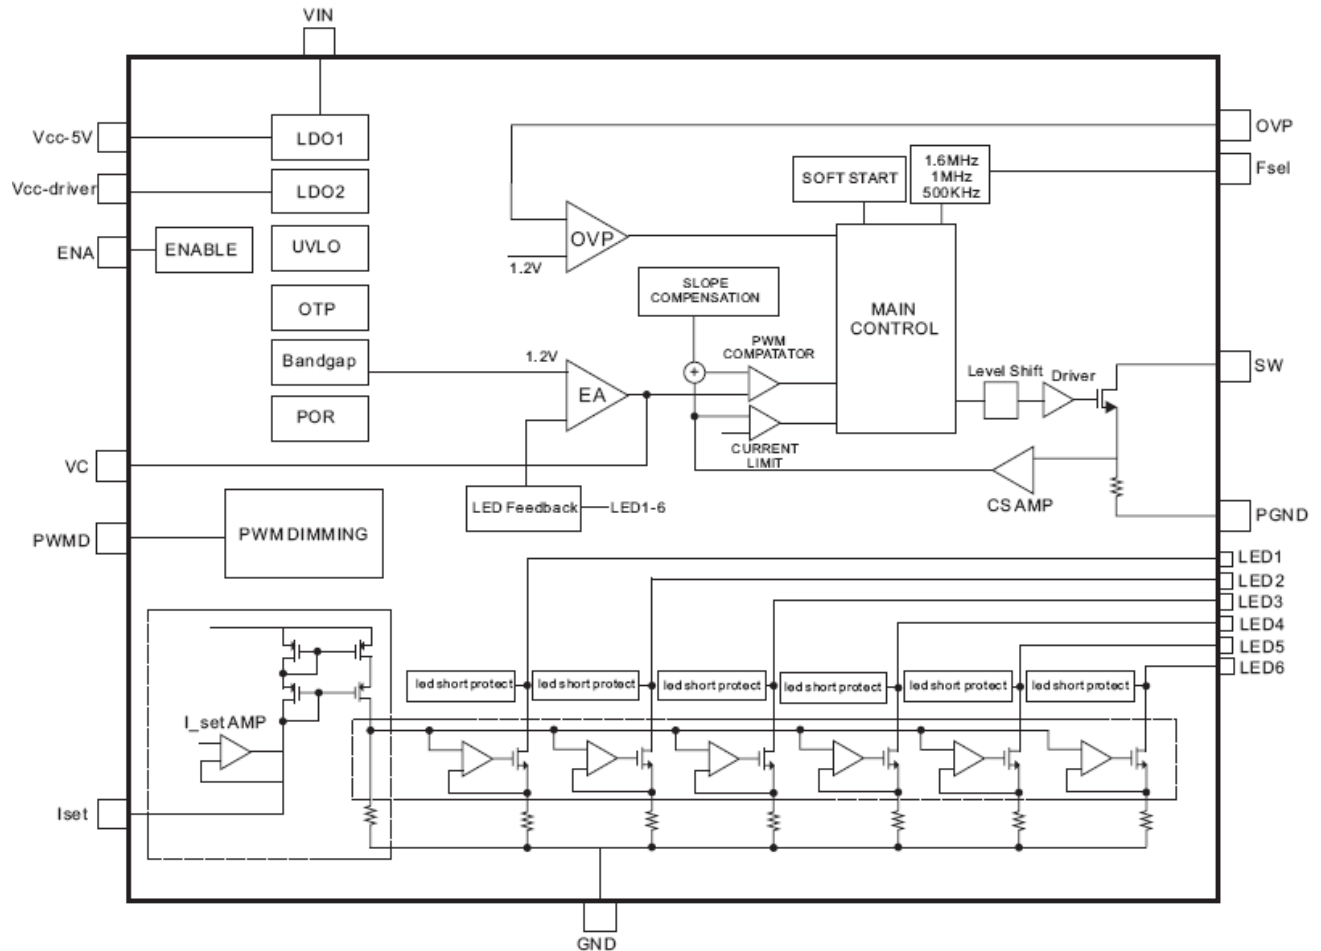 VIN
Vcc-5V
LDO1
OVP
1.6MHz
1MHz
500KHz
Fsel
SOFT START
Vcc-driver
LDO2
ENA
ENABLE
UVLO
OVP
1.2V
SLOPE
COMPENSATION
OTP
MAIN
CONTROL
PWM
COMPATATOR
Bandgap
1.2V
EA
+
Level Shift
Driver
SW
POR
CURRENT
LIMIT
VC
CS AMP
LED Feedback
LED1-6
PGND
PWMD
PWM DIMMING
LED1
LED2
LED3
LED4
LED5
LED6
led short protect
led short protect
led short protect
led short protect
led short protect
led short protect
I_set AMP
Iset
GND